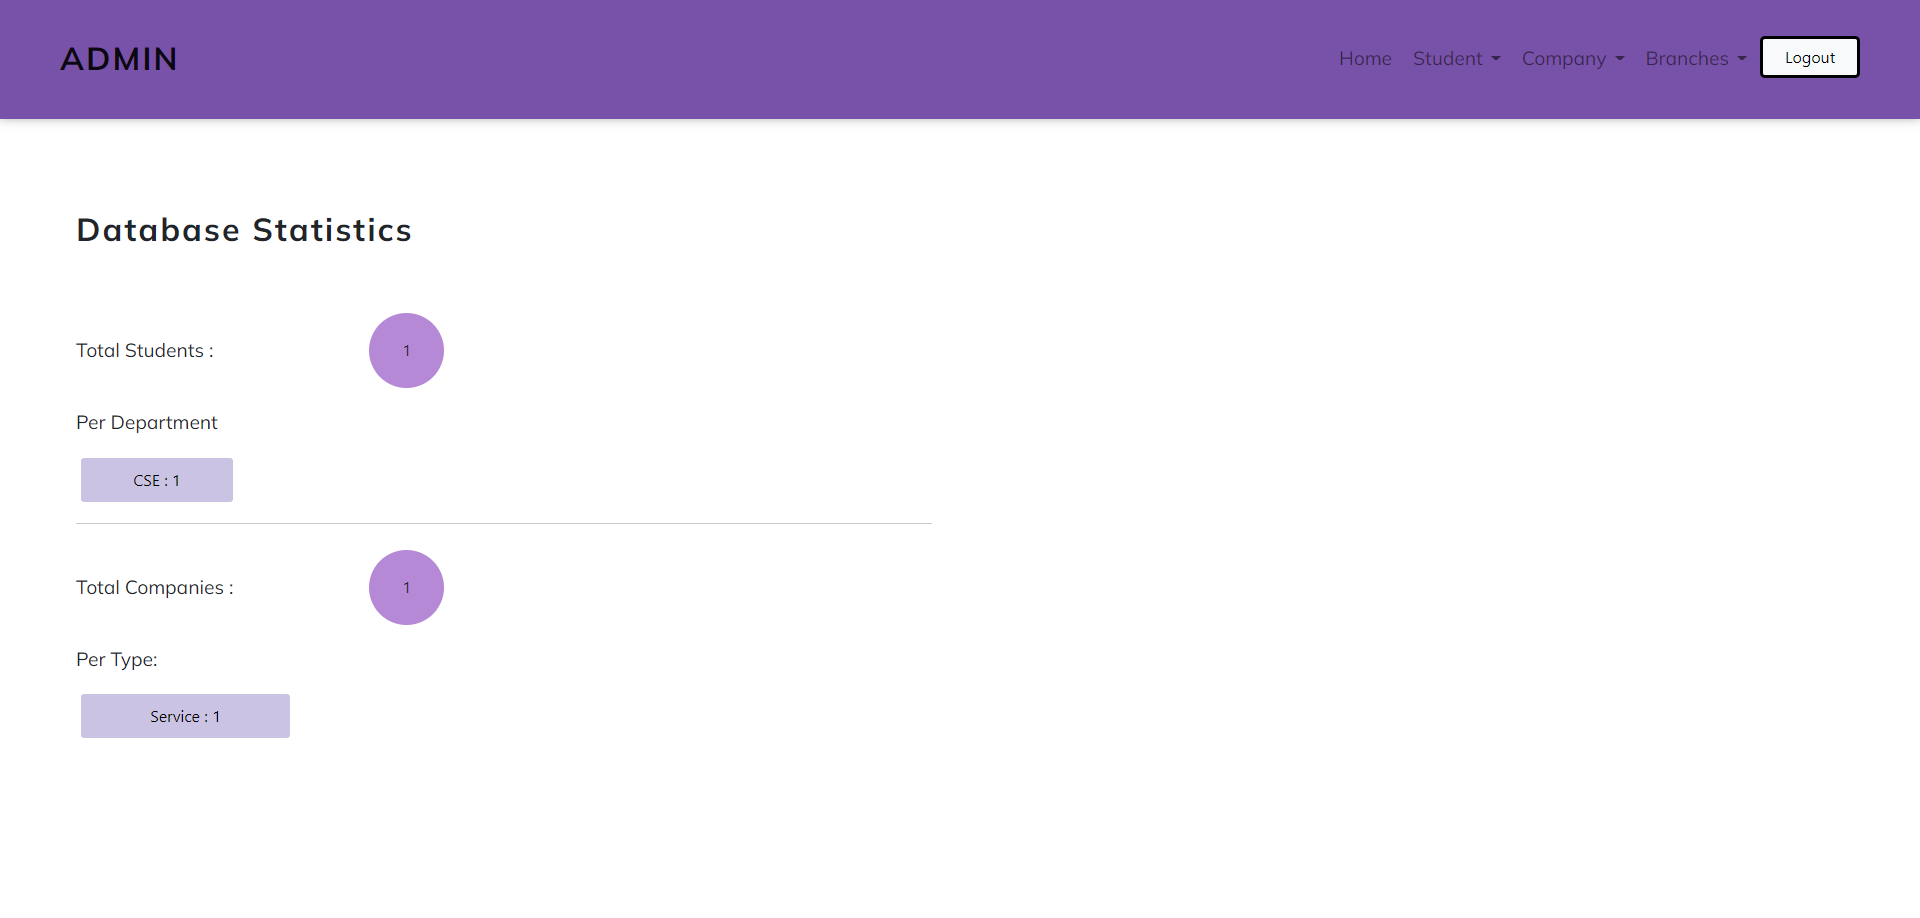 ADMIN
Home Student Company Branches Logout
Database Statistics
Total Students : 1
Per Department
CSE : 1
Total Companies : 1
Per Type:
Service : 1